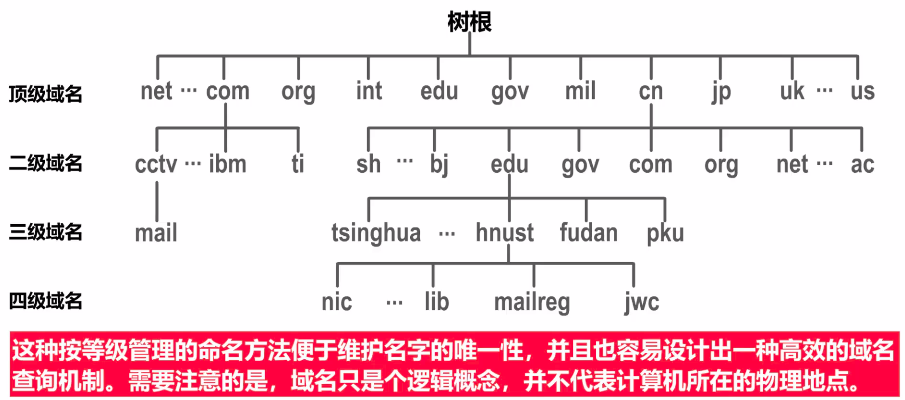 树根
顶级域名 net ··· com org int edu gov mil cn jp uk ··· us
二级域名 cctv ··· ibm ti sh ··· bj edu gov com org net ··· ac
三级域名 mail tsinghua ··· hnust fudan pku
四级域名 nic ··· lib mailreg jwc
这种按等级管理的命名方法便于维护名字的唯一性，并且也容易设计出一种高效的域名
查询机制。需要注意的是，域名只是个逻辑概念，并不代表计算机所在的物理地点。